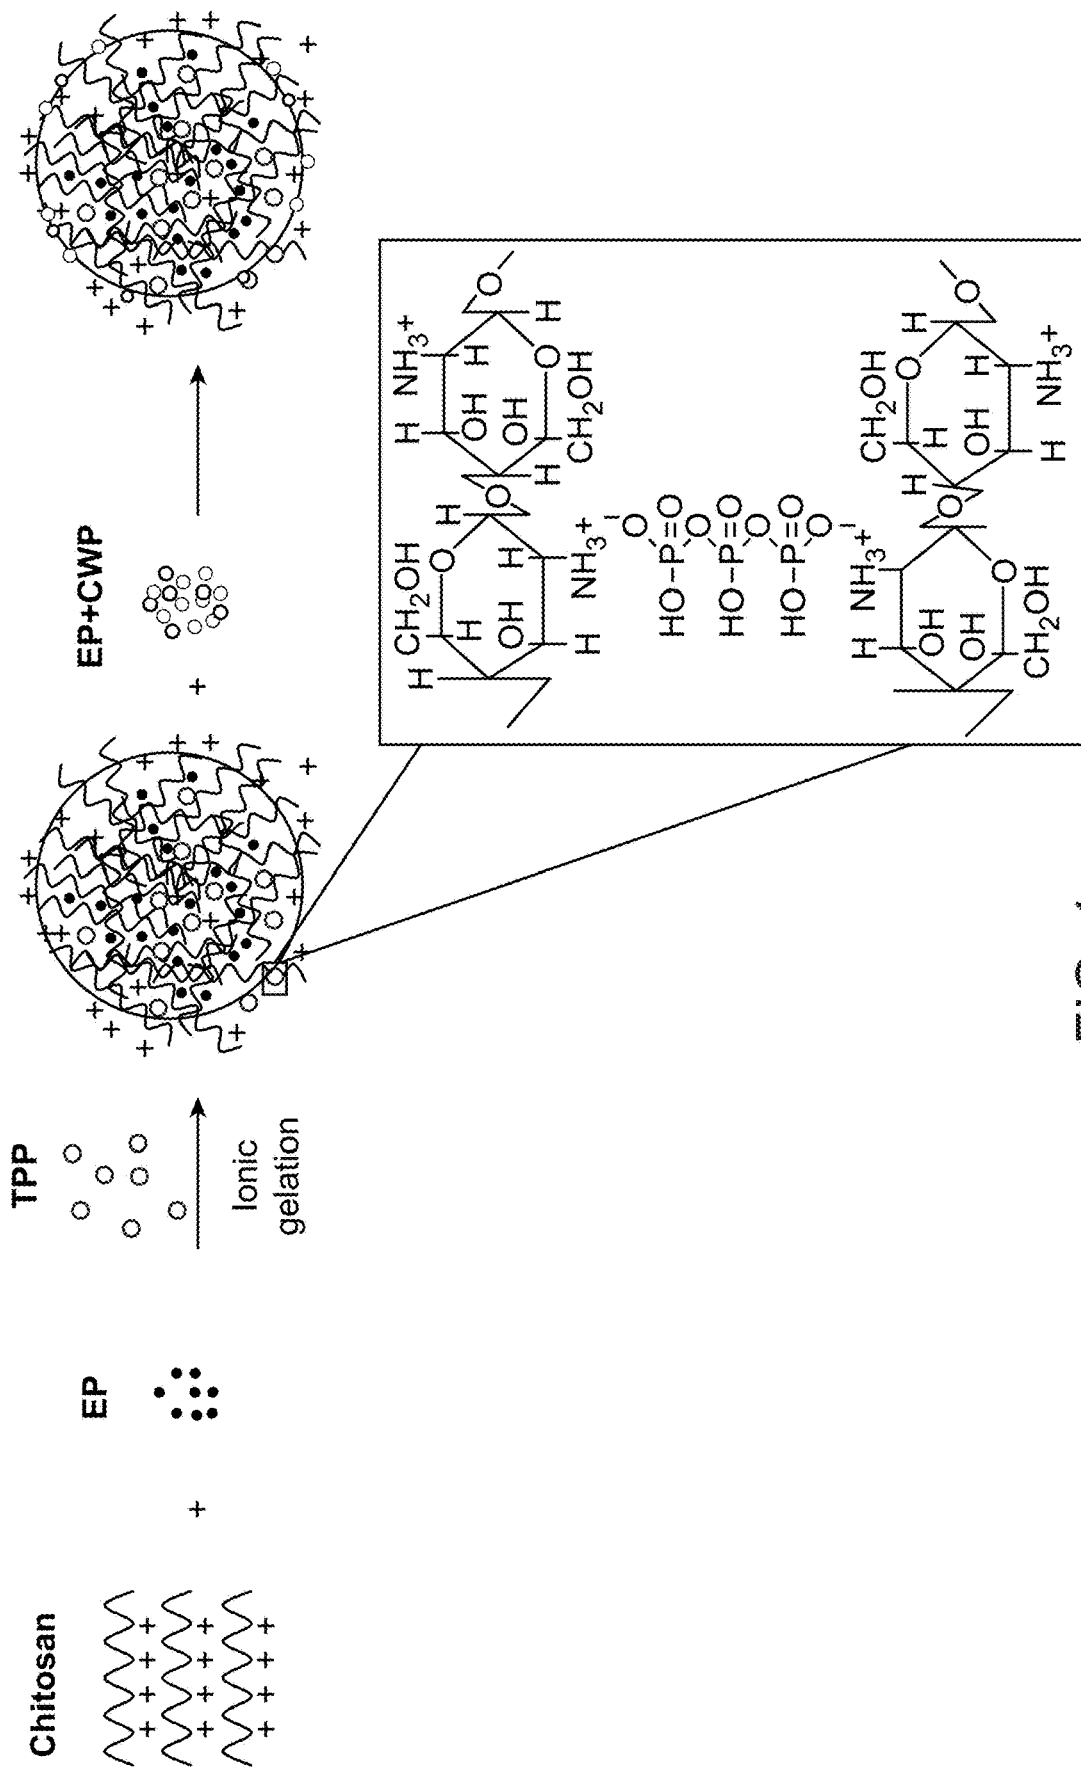 Chitosan
EP
TPP
Ionic
gelation
EP+CWP
H CH₂OH H NH₃⁺
O H
H O OH H O
OH H OH
H O H
H NH₃⁺ CH₂OH
O⁻
HO–P=O
O
HO–P=O
O
HO–P=O
O⁻
H NH₃⁺ CH₂OH
H O H
OH H O O
OH OH H
O
CH₂OH H NH₃⁺